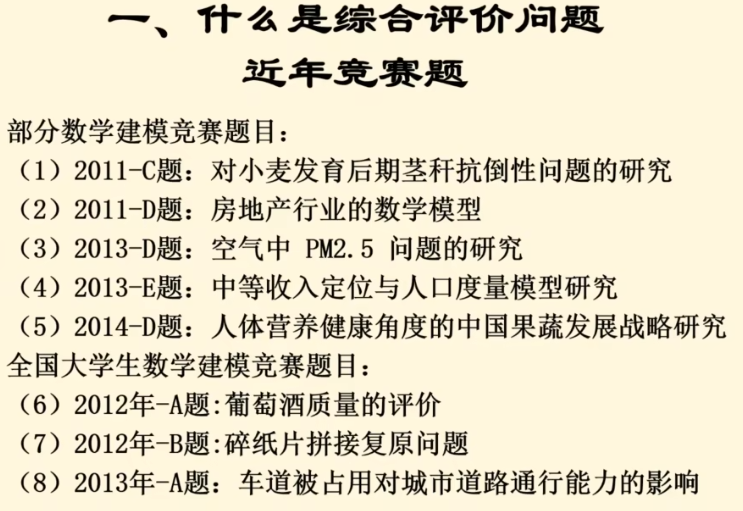 一、什么是综合评价问题
近年竞赛题
部分数学建模竞赛题目：
（1）2011-C题：对小麦发育后期茎秆抗倒性问题的研究
（2）2011-D题：房地产行业的数学模型
（3）2013-D题：空气中 PM2.5 问题的研究
（4）2013-E题：中等收入定位与人口度量模型研究
（5）2014-D题：人体营养健康角度的中国果蔬发展战略研究
全国大学生数学建模竞赛题目：
（6）2012年-A题:葡萄酒质量的评价
（7）2012年-B题:碎纸片拼接复原问题
（8）2013年-A题：车道被占用对城市道路通行能力的影响